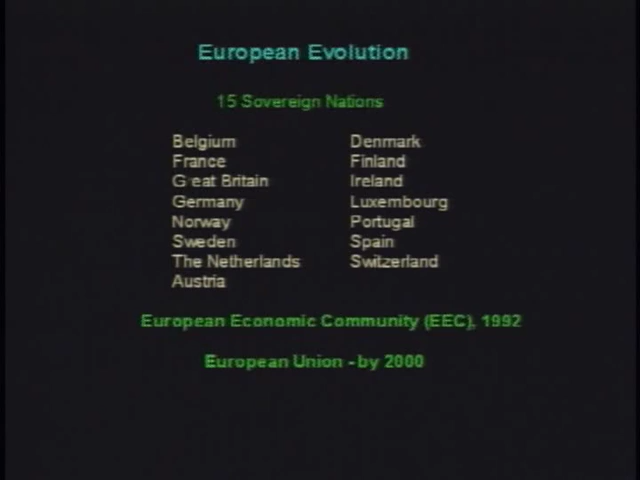 European Evolution
15 Sovereign Nations
Belgium Denmark
France Finland
G eat Britain Ireland
Germany Luxembourg
Norway Portugal
Sweden Spain
The Netherlands Switzerland
Austria
European Economic Community (EEC), 1992
European Union - by 2000